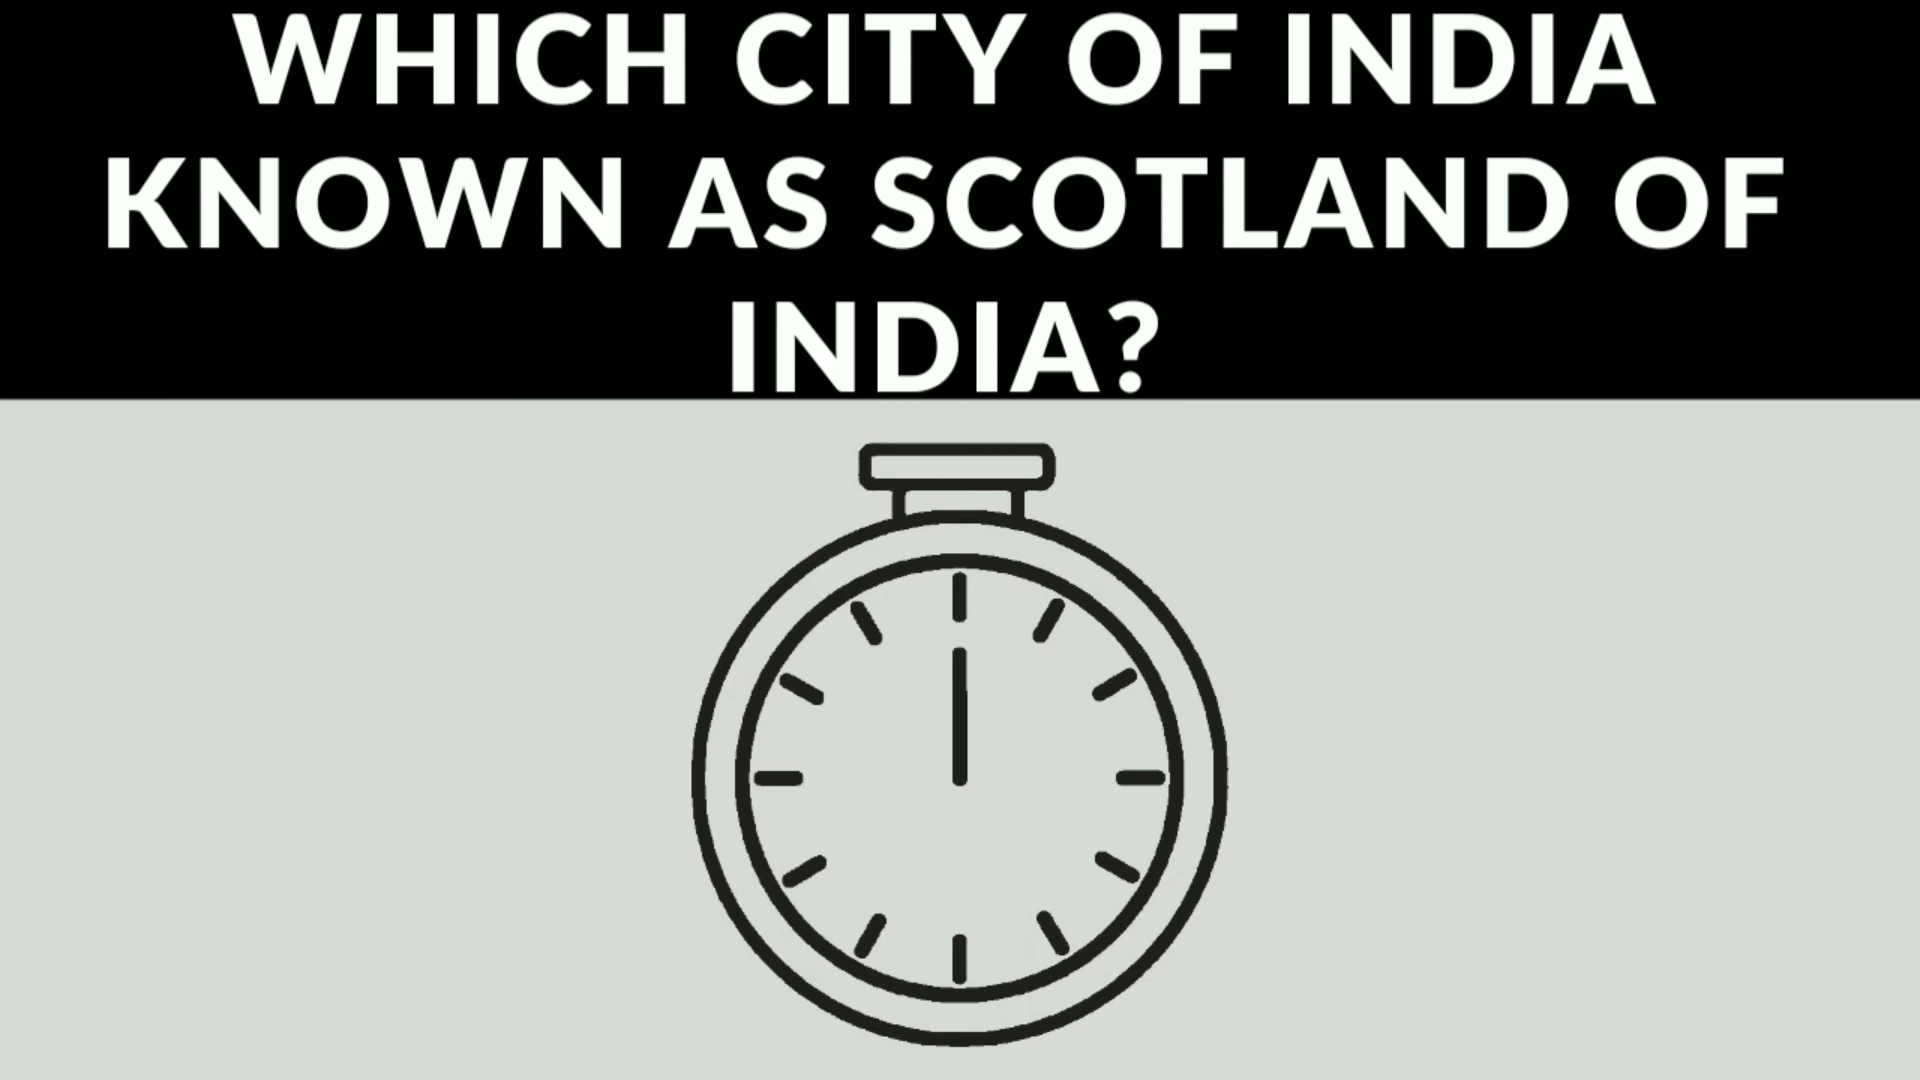 WHICH CITY OF INDIA
KNOWN AS SCOTLAND OF
INDIA?